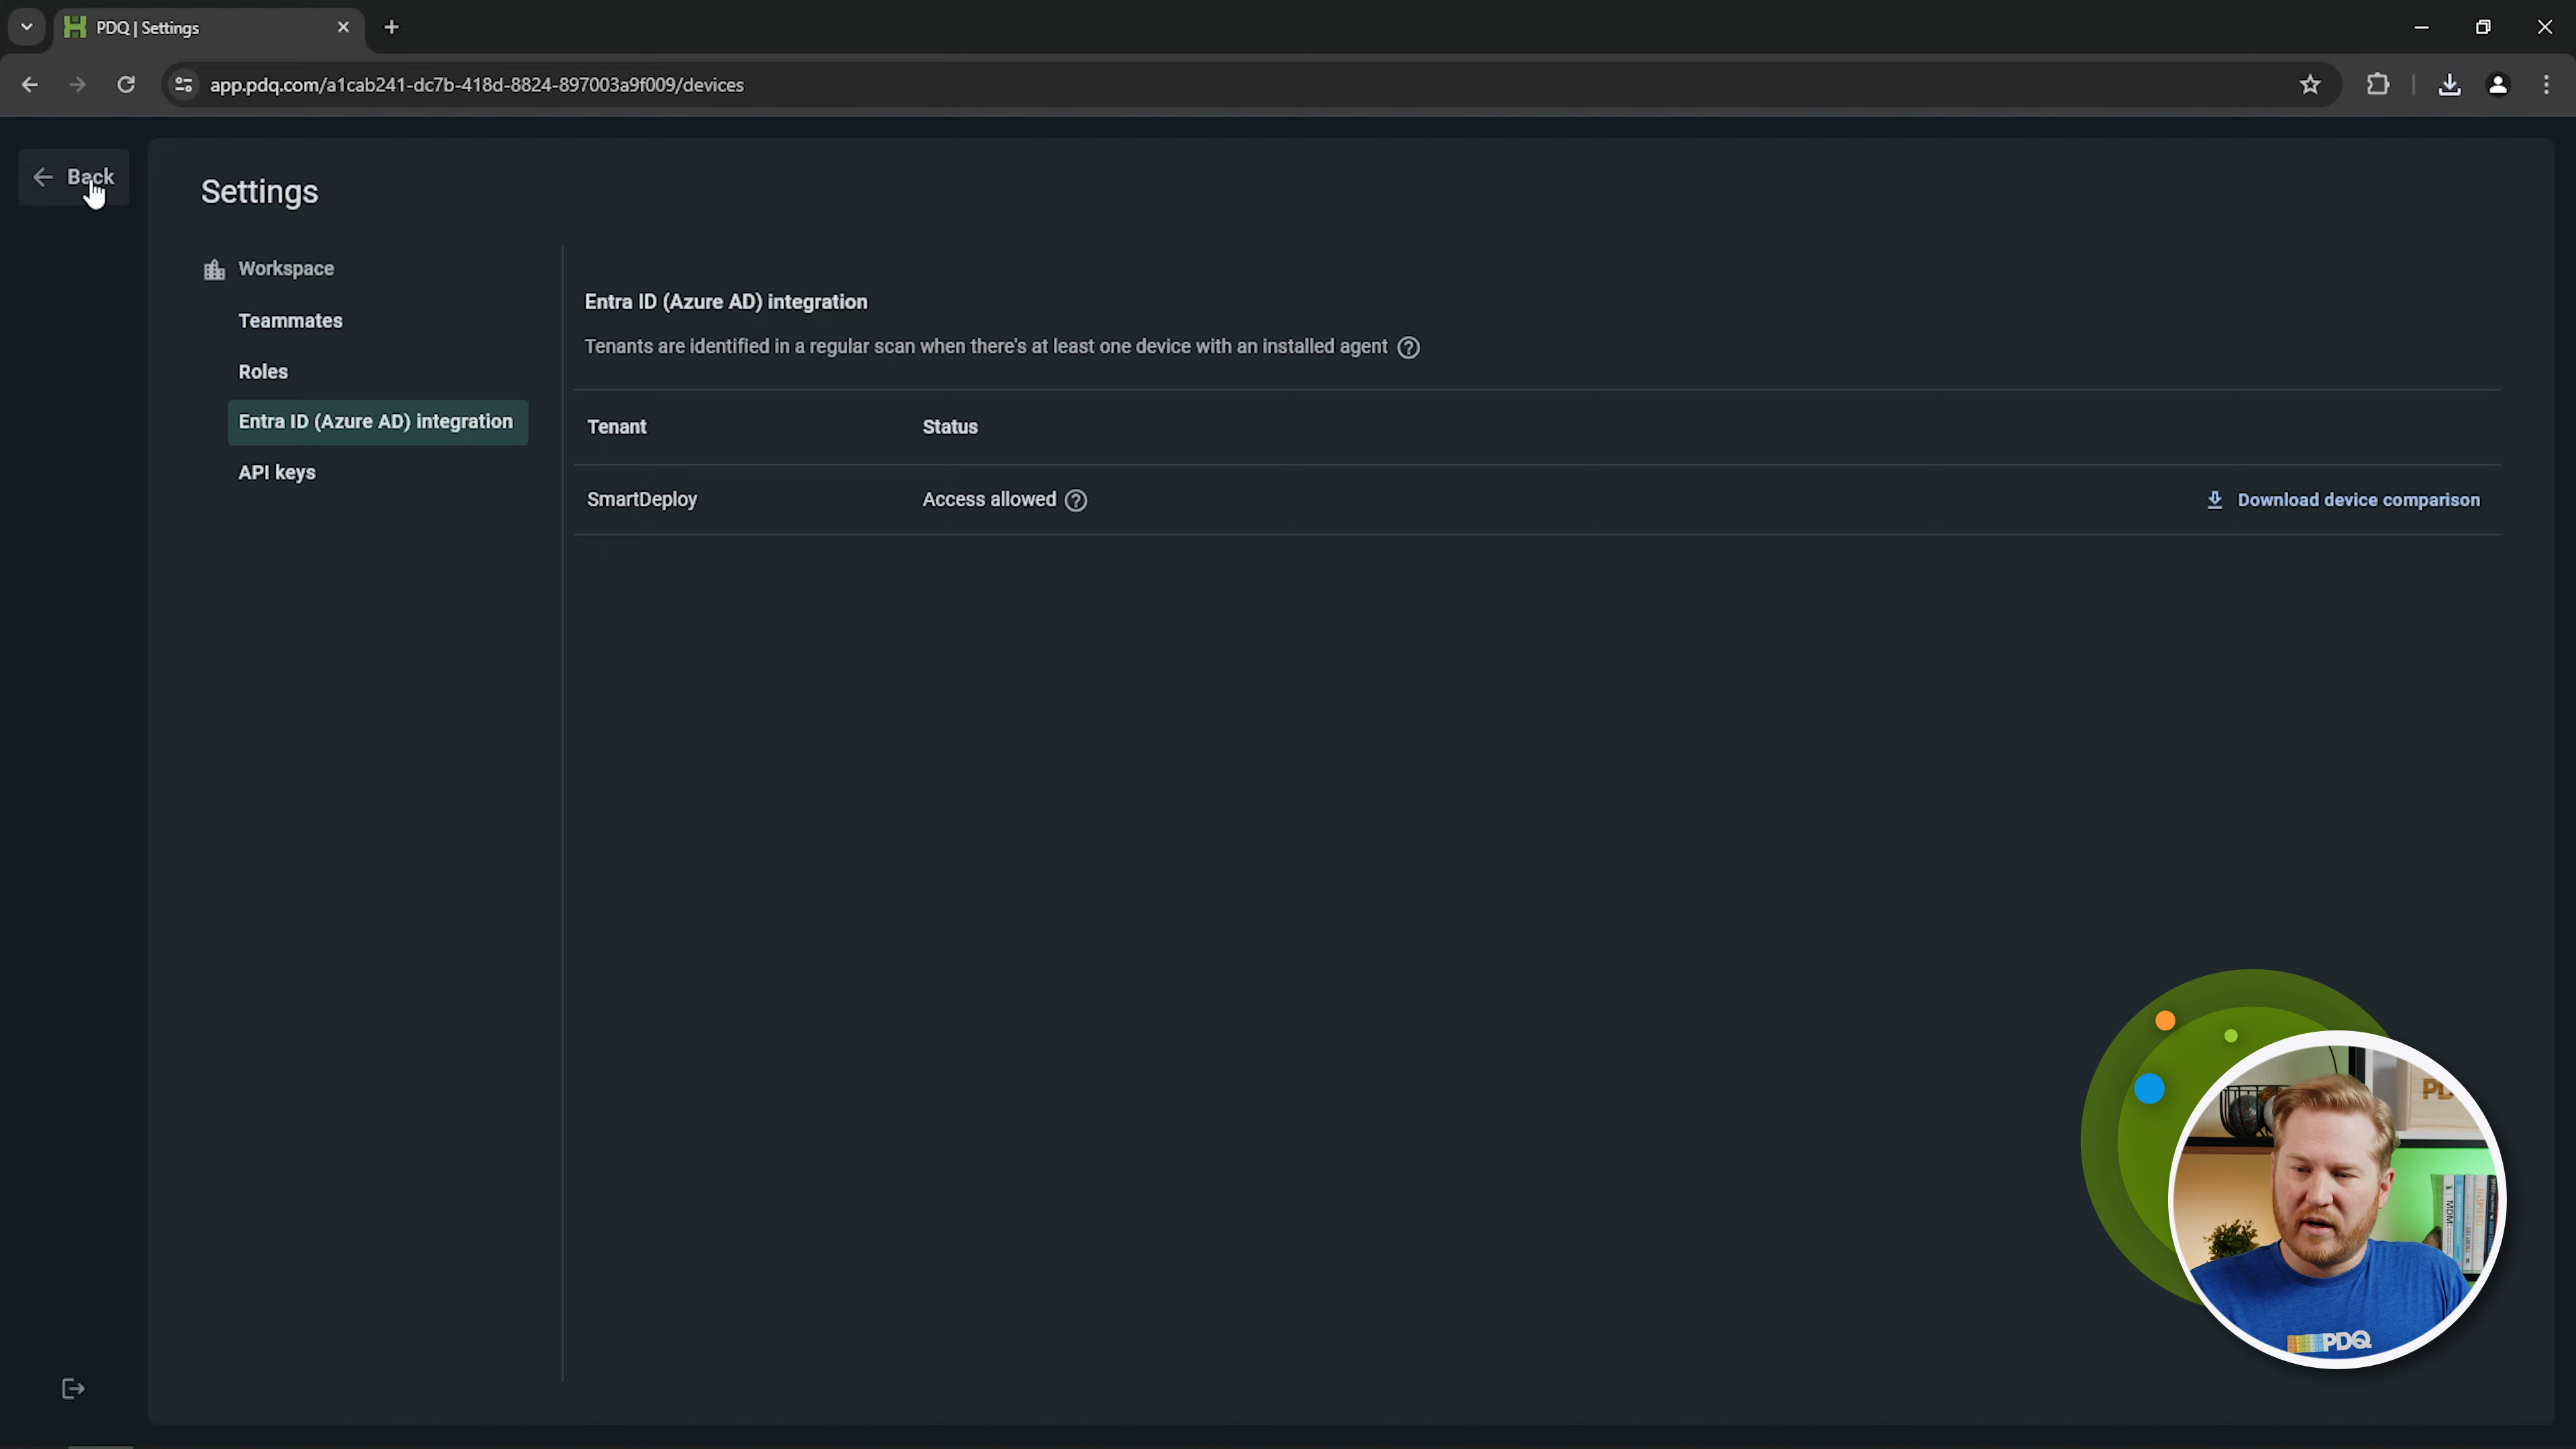 PDQ | Settings
app.pdq.com/a1cab241-dc7b-418d-8824-897003a9f009/devices
Back
Settings
Workspace
Teammates
Roles
Entra ID (Azure AD) integration
API keys
Entra ID (Azure AD) integration
Tenants are identified in a regular scan when there's at least one device with an installed agent
Tenant Status
SmartDeploy Access allowed Download device comparison
MDM
PDQ